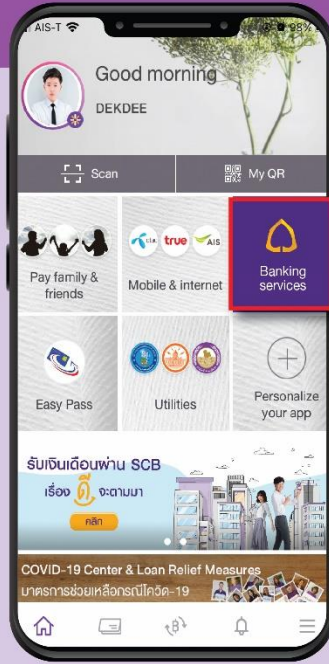 AIS-T
98%
Good morning
DEKDEE
Scan
My QR
true
AIS
Pay family &
friends
Mobile & internet
Banking
services
Easy Pass
Utilities
Personalize
your app
รับเงินเดือนผ่าน SCB
เรื่อง ดี ๆ จะตามมา
คลิก
COVID-19 Center & Loan Relief Measures
มาตรการช่วยเหลือกรณีโควิด-19